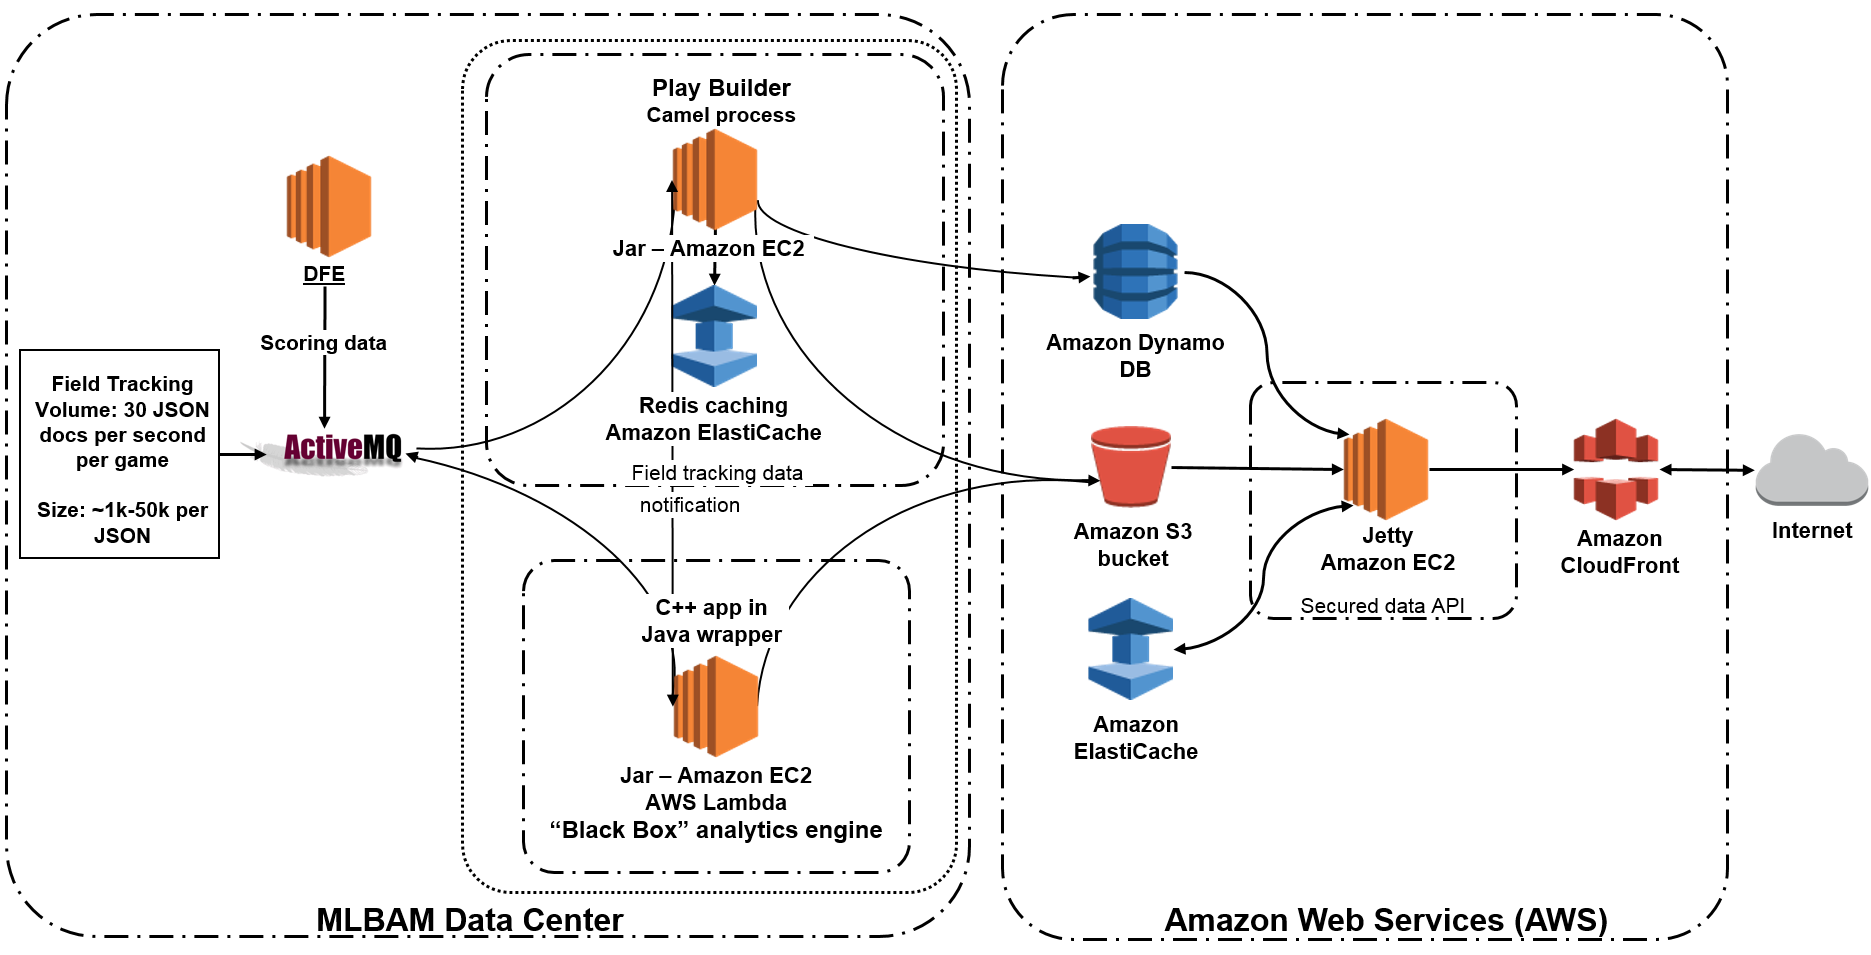 Play Builder
Camel process
DFE
Jar – Amazon EC2
Scoring data
Field Tracking
Volume: 30 JSON
docs per second
per game
Size: ~1k-50k per
JSON
ActiveMQ
Redis caching
Amazon ElastiCache
Field tracking data
notification
C++ app in
Java wrapper
Jar – Amazon EC2
AWS Lambda
“Black Box” analytics engine
MLBAM Data Center
Amazon Dynamo
DB
Amazon S3
bucket
Amazon
ElastiCache
Jetty
Amazon EC2
Secured data API
Amazon
CloudFront
Internet
Amazon Web Services (AWS)